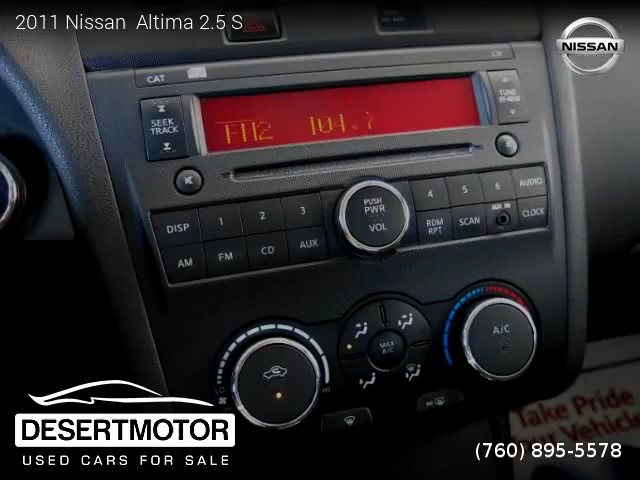 2011 Nissan Altima 2.5 S
NISSAN
CAT
SEEK
TRACK
TUNE
FM2 104.7
PUSH
PWR
VOL
DISP
1
2
3
4
5
6
AUDIO
AM
FM
CD
AUX
RDM
RPT
SCAN
AUX IN
CLOCK
MAX
A/C
A/C
LO
HI
Take Pride
DESERTMOTOR
USED CARS FOR SALE
(760) 895-5578